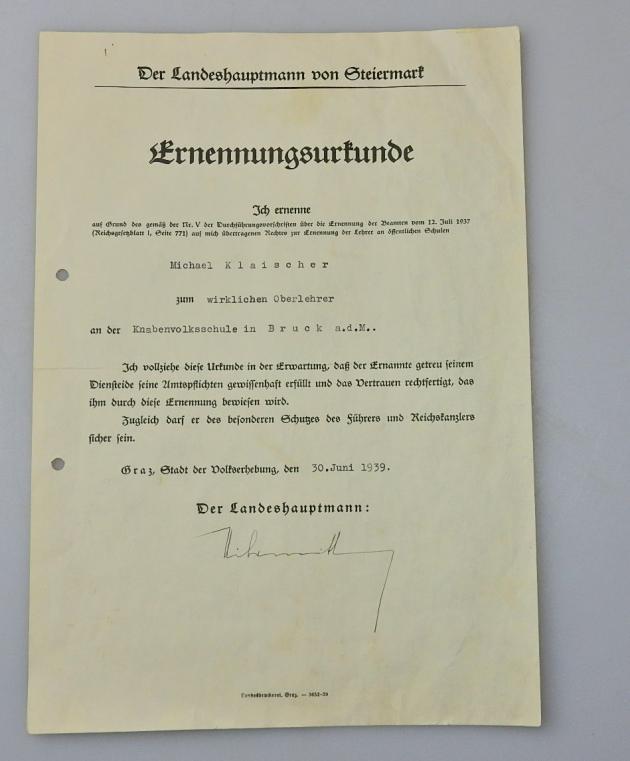 Der Landeshauptmann von Steiermark
Ernennungsurkunde
Ich ernenne
auf Grund des gemäß der Nr. V der Durchführungsvorschriften über die Ernennung der Beamten vom 12. Juli 1937
(Reichsgesetzblatt I, Seite 771) auf mich übertragenen Rechtes zur Ernennung der Lehrer an öffentlichen Schulen
Michael K l a i s c h e r
zum wirklichen Oberlehrer
an der Knabenvolksschule in B r u c k a.d.M..
Ich vollziehe diese Urkunde in der Erwartung, daß der Ernannte getreu seinem
Diensteide seine Amtspflichten gewissenhaft erfüllt und das Vertrauen rechtfertigt, das
ihm durch diese Ernennung bewiesen wird.
Zugleich darf er des besonderen Schutzes des Führers und Reichskanzlers
sicher sein.
Graz, Stadt der Volkserhebung, den 30.Juni 1939.
Der Landeshauptmann:
Landesdruckerei, Graz. — 3652-39